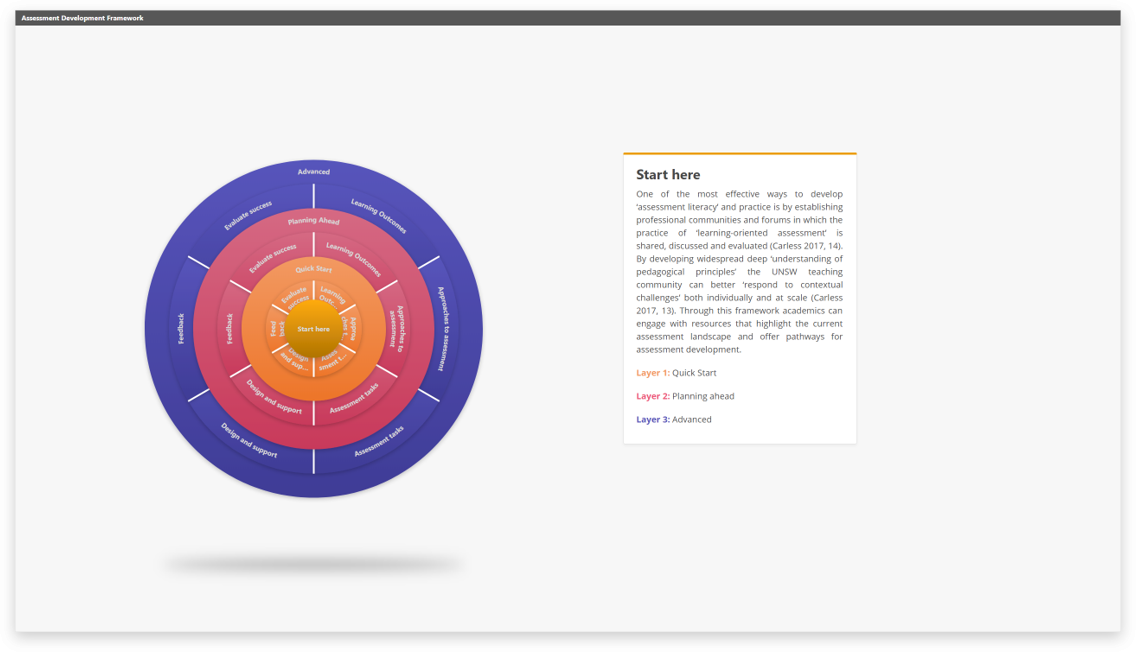 Assessment Development Framework
Advanced
Evaluate success
Learning Outcomes
Planning Ahead
Evaluate success
Learning Outcomes
Quick Start
Evaluate
success
Learning
Outc
Feedback
Feedback
Feed
back
Start here
Approa
ches t...
Approaches to
assessment
Approaches to assessment
Design
and sup...
Assess
sment t...
Design and support
Assessment tasks
Design and support
Assessment tasks
Start here
One of the most effective ways to develop
‘assessment literacy’ and practice is by establishing
professional communities and forums in which the
practice of ‘learning-oriented assessment’ is
shared, discussed and evaluated (Carless 2017, 14).
By developing widespread deep ‘understanding of
pedagogical principles’ the UNSW teaching
community can better ‘respond to contextual
challenges’ both individually and at scale (Carless
2017, 13). Through this framework academics can
engage with resources that highlight the current
assessment landscape and offer pathways for
assessment development.
Layer 1: Quick Start
Layer 2: Planning ahead
Layer 3: Advanced